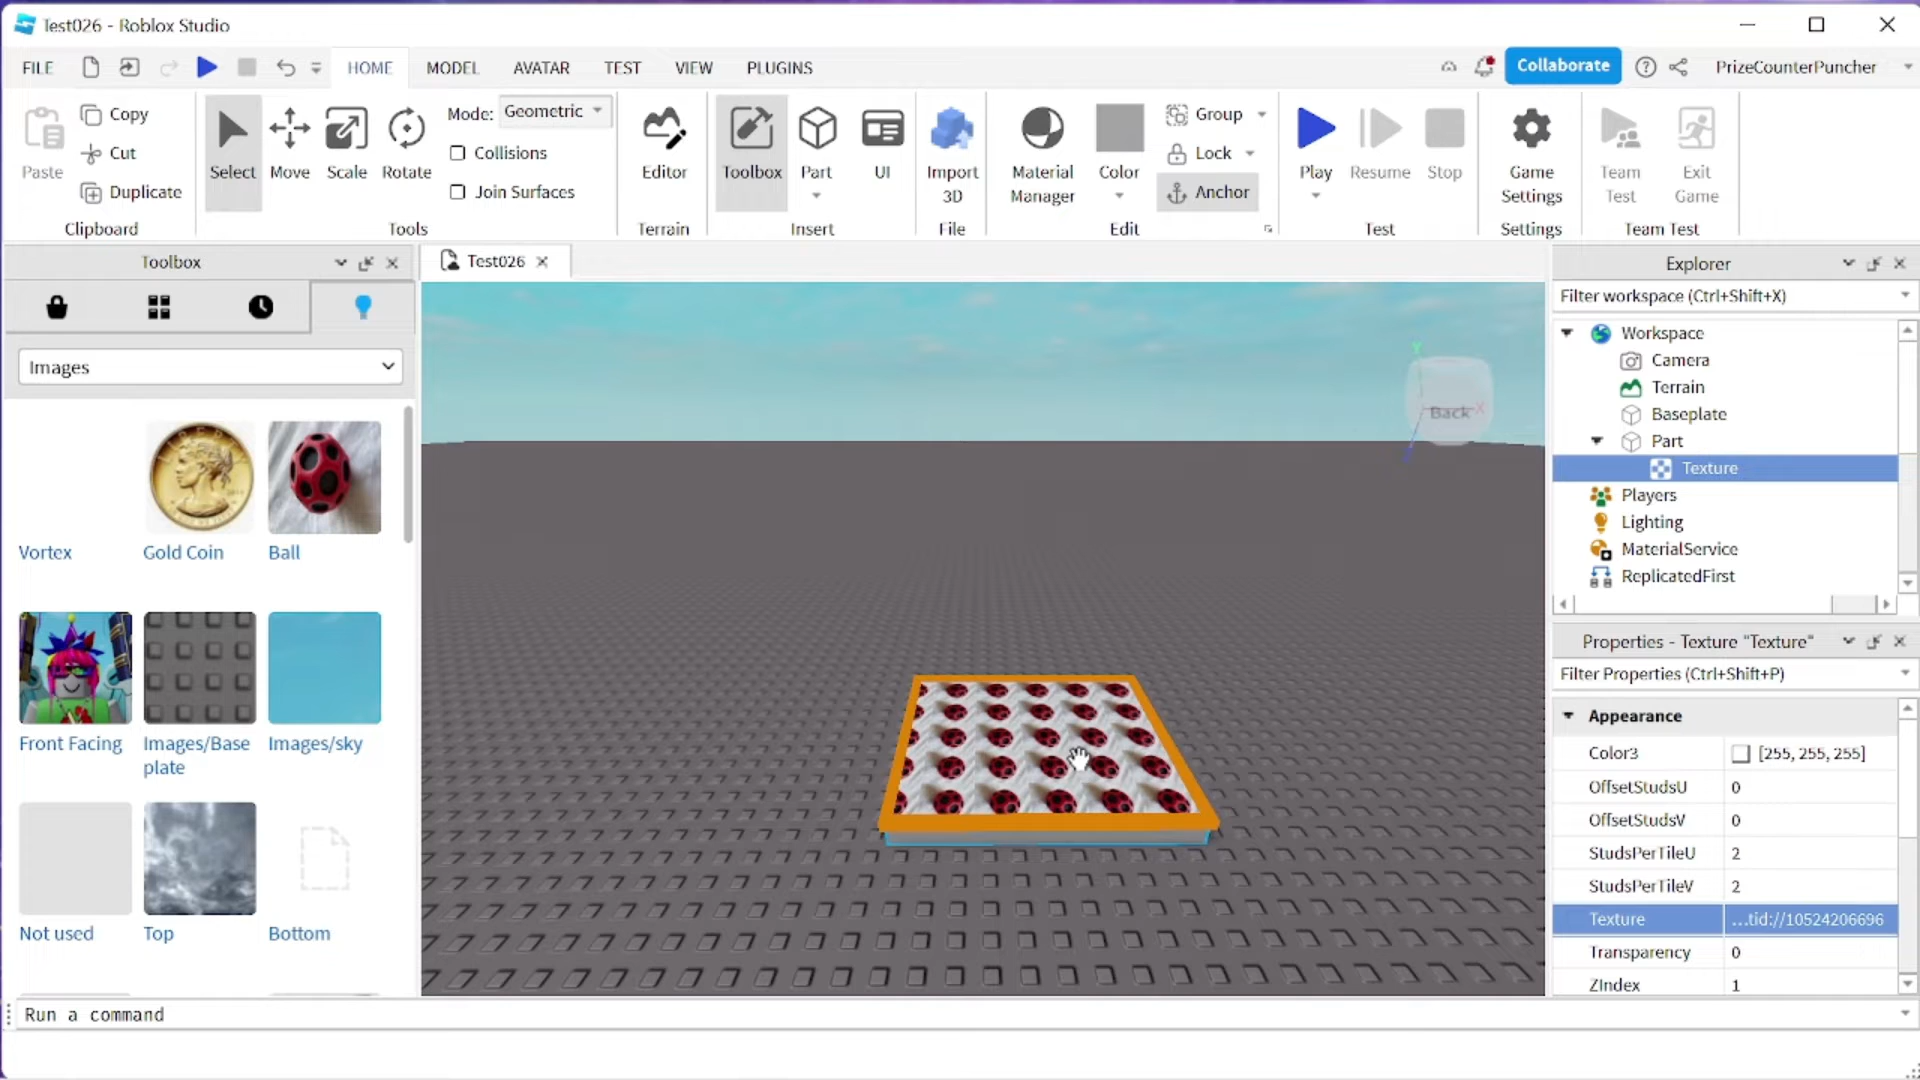 Test026 - Roblox Studio
FILE HOME MODEL AVATAR TEST VIEW PLUGINS Collaborate PrizeCounterPuncher
Paste Copy Cut Duplicate
Clipboard
Select Move Scale Rotate
Mode: Geometric
Collisions
Join Surfaces
Tools
Editor
Terrain
Toolbox Part UI
Insert
Import 3D
File
Material Manager
Color
Group
Lock
Anchor
Edit
Play Resume Stop
Test
Game Settings
Settings
Team Test
Exit Game
Team Test
Toolbox
Images
Vortex
Gold Coin
Ball
Front Facing
Images/Base
plate
Images/sky
Not used
Top
Bottom
Test026
Y
X
Back
Explorer
Filter workspace (Ctrl+Shift+X)
Workspace
Camera
Terrain
Baseplate
Part
Texture
Players
Lighting
MaterialService
ReplicatedFirst
Properties - Texture "Texture"
Filter Properties (Ctrl+Shift+P)
Appearance
Color3 [255, 255, 255]
OffsetStudsU 0
OffsetStudsV 0
StudsPerTileU 2
StudsPerTileV 2
Texture ...tid://10524206696
Transparency 0
ZIndex 1
Run a command